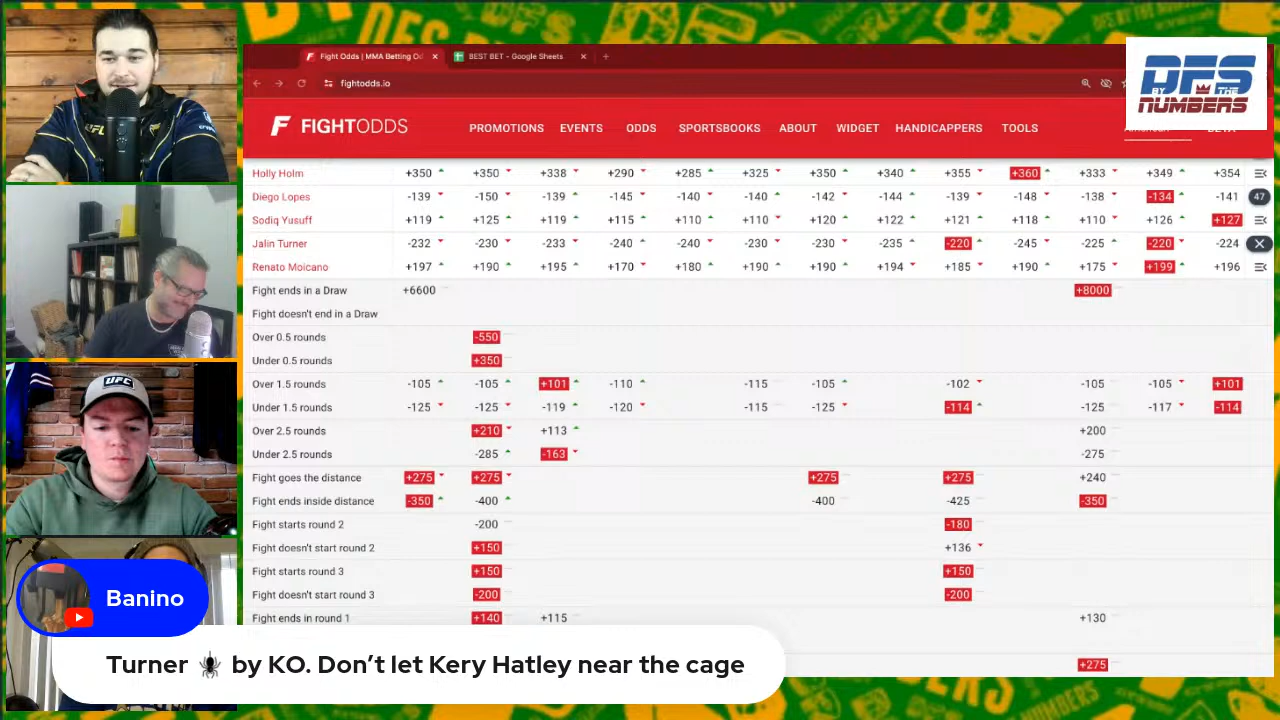 Fight Odds | MMA Betting Od
BEST BET - Google Sheets
fightodds.io
DFS
BY THE
NUMBERS
FIGHTODDS
PROMOTIONS EVENTS ODDS SPORTSBOOKS ABOUT WIDGET HANDICAPPERS TOOLS
Holly Holm +350 +350 +338 +290 +285 +325 +350 +340 +355 +360 +333 +349 +354
Diego Lopes -139 -150 -139 -145 -140 -140 -142 -144 -139 -148 -138 -134 -141 47
Sodiq Yusuff +119 +125 +119 +115 +110 +110 +120 +122 +121 +118 +110 +126 +127
Jalin Turner -232 -230 -233 -240 -240 -230 -230 -235 -220 -245 -225 -220 -224
Renato Moicano +197 +190 +195 +170 +180 +190 +190 +194 +185 +190 +175 +199 +196
Fight ends in a Draw +6600 +8000
Fight doesn't end in a Draw
Over 0.5 rounds -550
Under 0.5 rounds +350
Over 1.5 rounds -105 -105 +101 -110 -115 -105 -102 -105 -105 +101
Under 1.5 rounds -125 -125 -119 -120 -115 -125 -114 -125 -117 -114
Over 2.5 rounds +210 +113 +200
Under 2.5 rounds -285 -163 -275
Fight goes the distance +275 +275 +275 +275 +240
Fight ends inside distance -350 -400 -400 -425 -350
Fight starts round 2 -200 -180
Fight doesn't start round 2 +150 +136
Fight starts round 3 +150 +150
Fight doesn't start round 3 -200 -200
Fight ends in round 1 +140 +115 +130
+275
UFC
UFC
Banino
Turner 🕷️ by KO. Don't let Kery Hatley near the cage